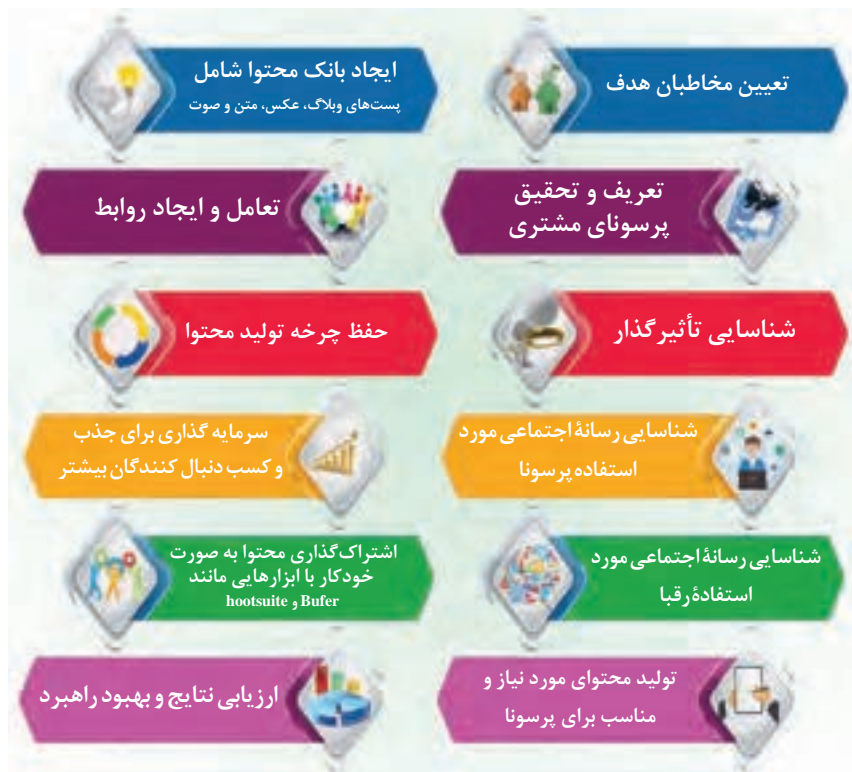 تعیین مخاطبان هدف
تعریف و تحقیق
پرسونای مشتری
شناسایی تأثیرگذار
شناسایی رسانۀ اجتماعی مورد
استفاده پرسونا
شناسایی رسانۀ اجتماعی مورد
استفادۀ رقبا
تولید محتوای مورد نیاز و
مناسب برای پرسونا
ایجاد بانک محتوا شامل
پست‌های وبلاگ، عکس، متن و صوت
تعامل و ایجاد روابط
حفظ چرخه تولید محتوا
سرمایه گذاری برای جذب
و کسب دنبال کنندگان بیشتر
اشتراک‌گذاری محتوا به صورت
خودکار با ابزارهایی مانند
Bufer و hootsuite
ارزیابی نتایج و بهبود راهبرد